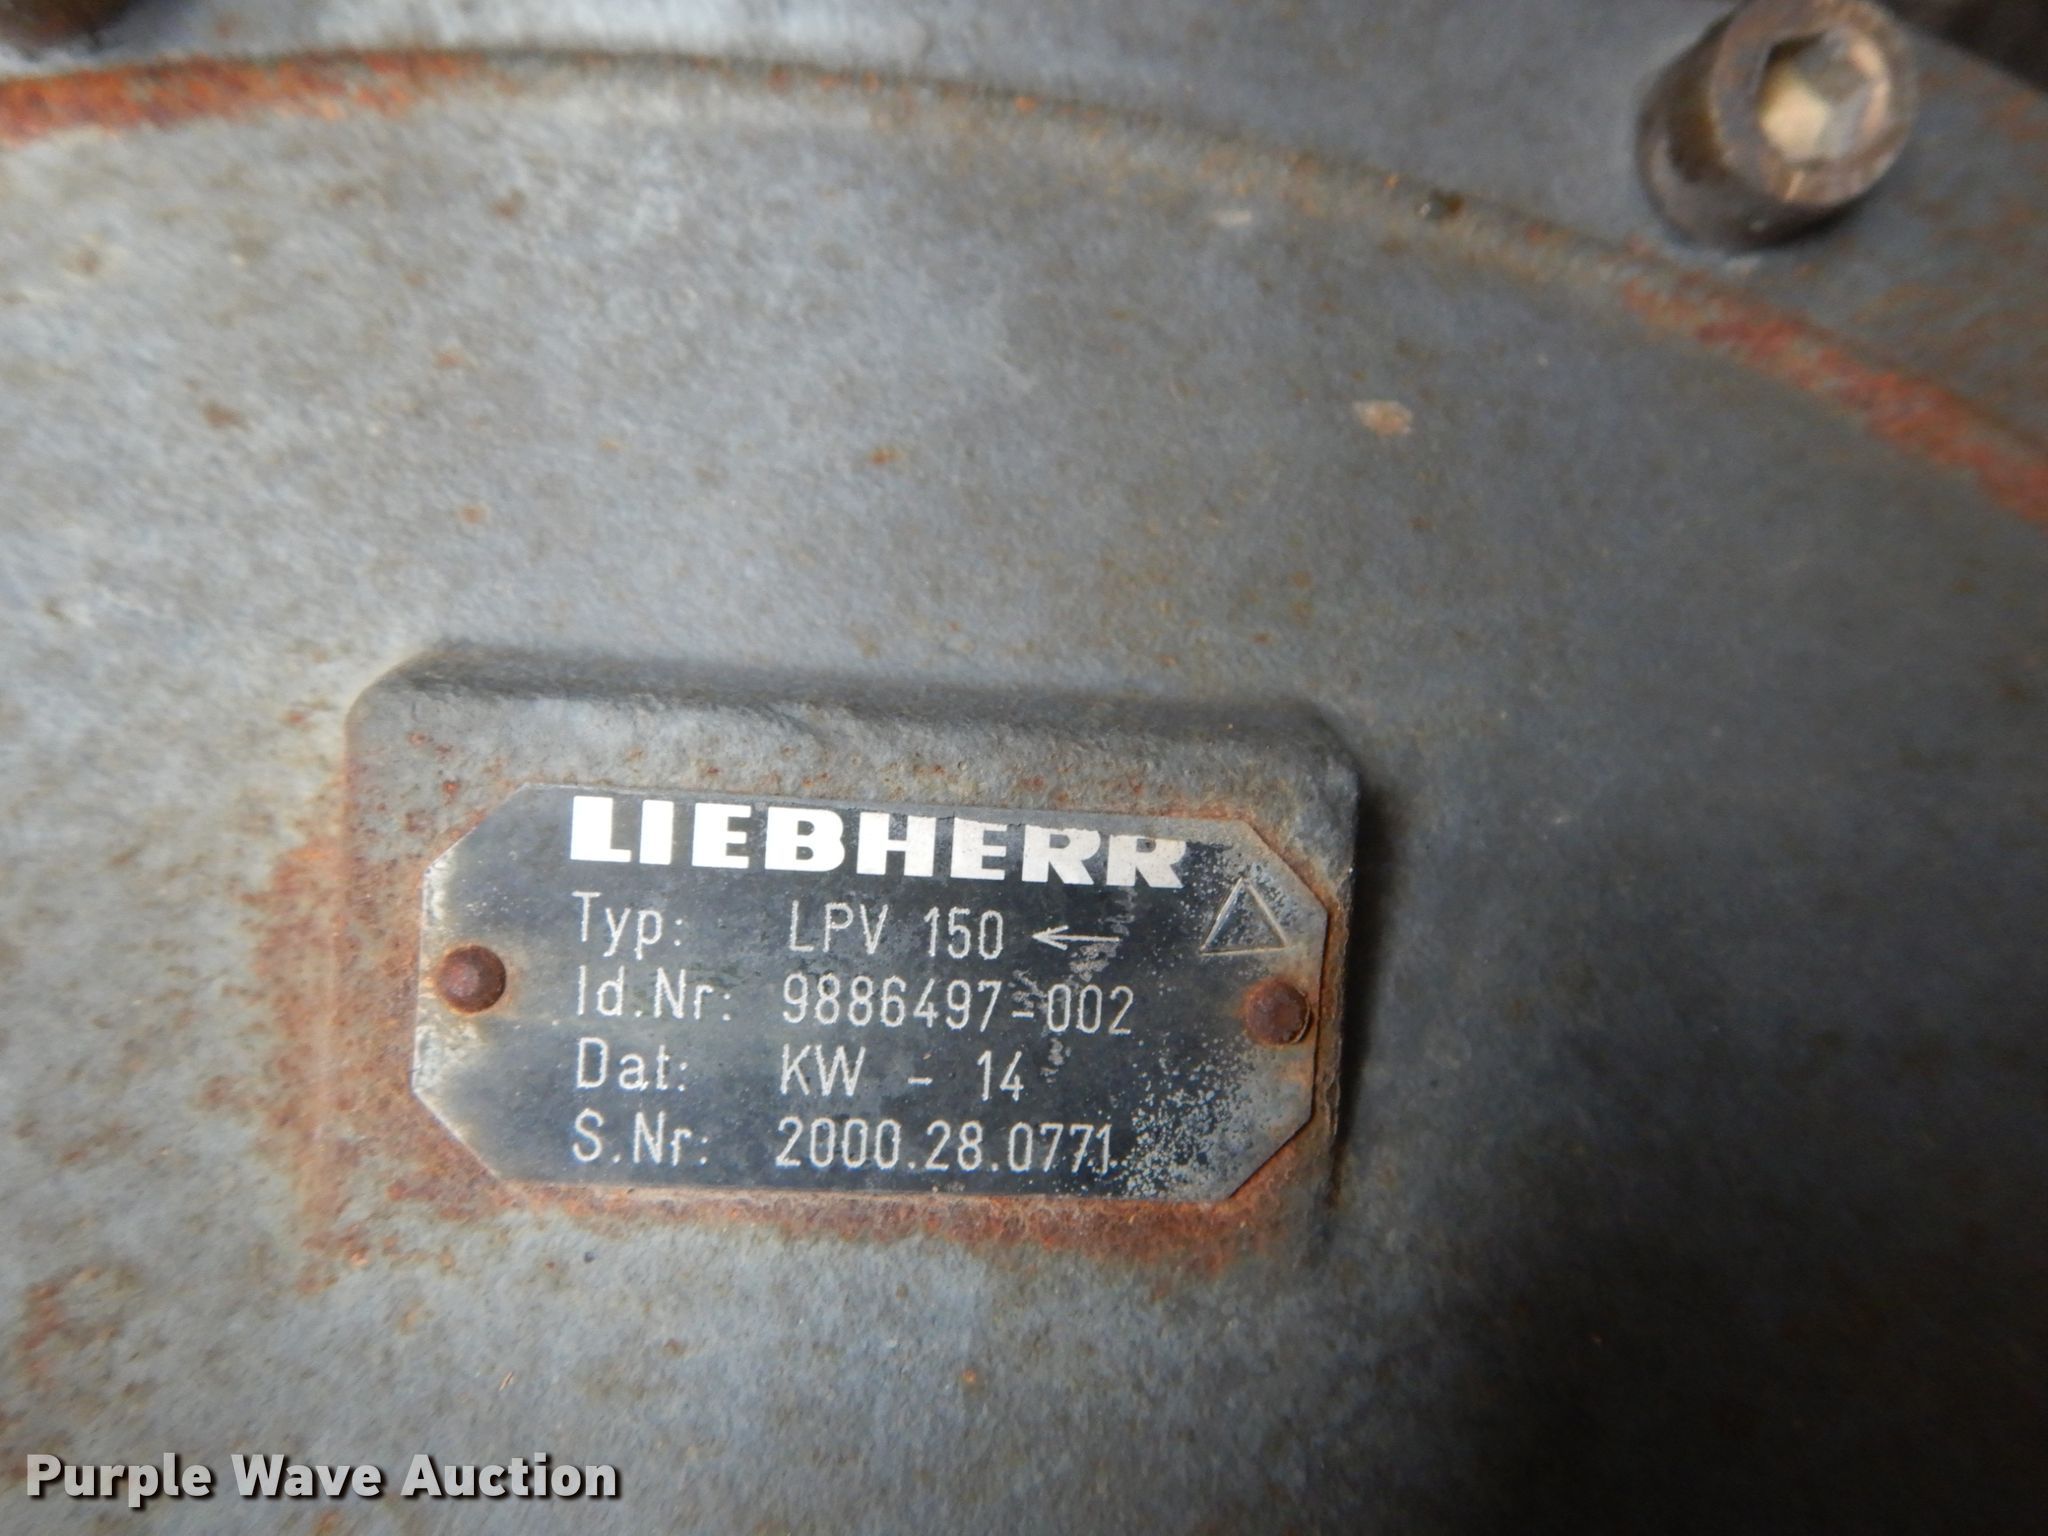 LIEBHERR
Typ: LPV 150 ←
Id.Nr: 9886497-002
Dat: KW - 14
S.Nr: 2000.28.0771
Purple Wave Auction